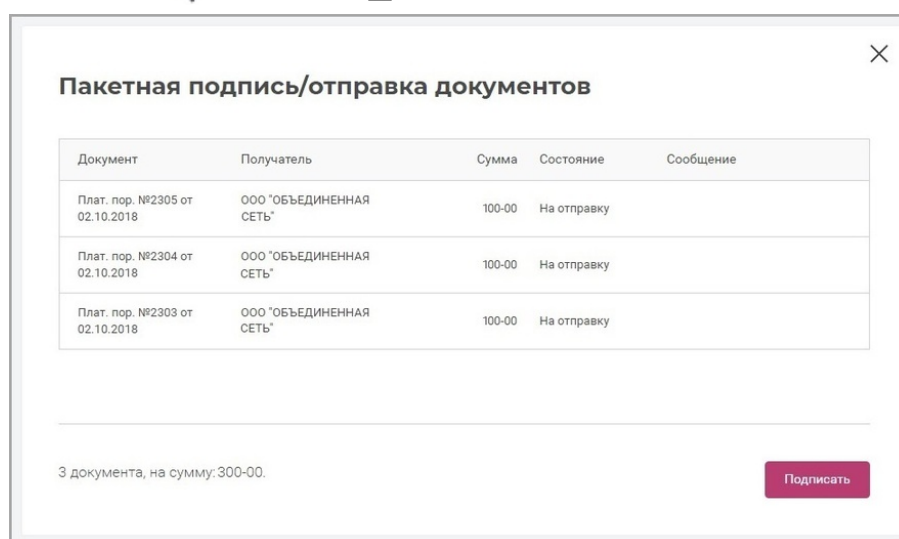 Пакетная подпись/отправка документов
Документ Получатель Сумма Состояние Сообщение
Плат. пор. №2305 от ООО "ОБЪЕДИНЕННАЯ 100-00 На отправку
02.10.2018 СЕТЬ"
Плат. пор. №2304 от ООО "ОБЪЕДИНЕННАЯ 100-00 На отправку
02.10.2018 СЕТЬ"
Плат. пор. №2303 от ООО "ОБЪЕДИНЕННАЯ 100-00 На отправку
02.10.2018 СЕТЬ"
3 документа, на сумму: 300-00.
Подписать